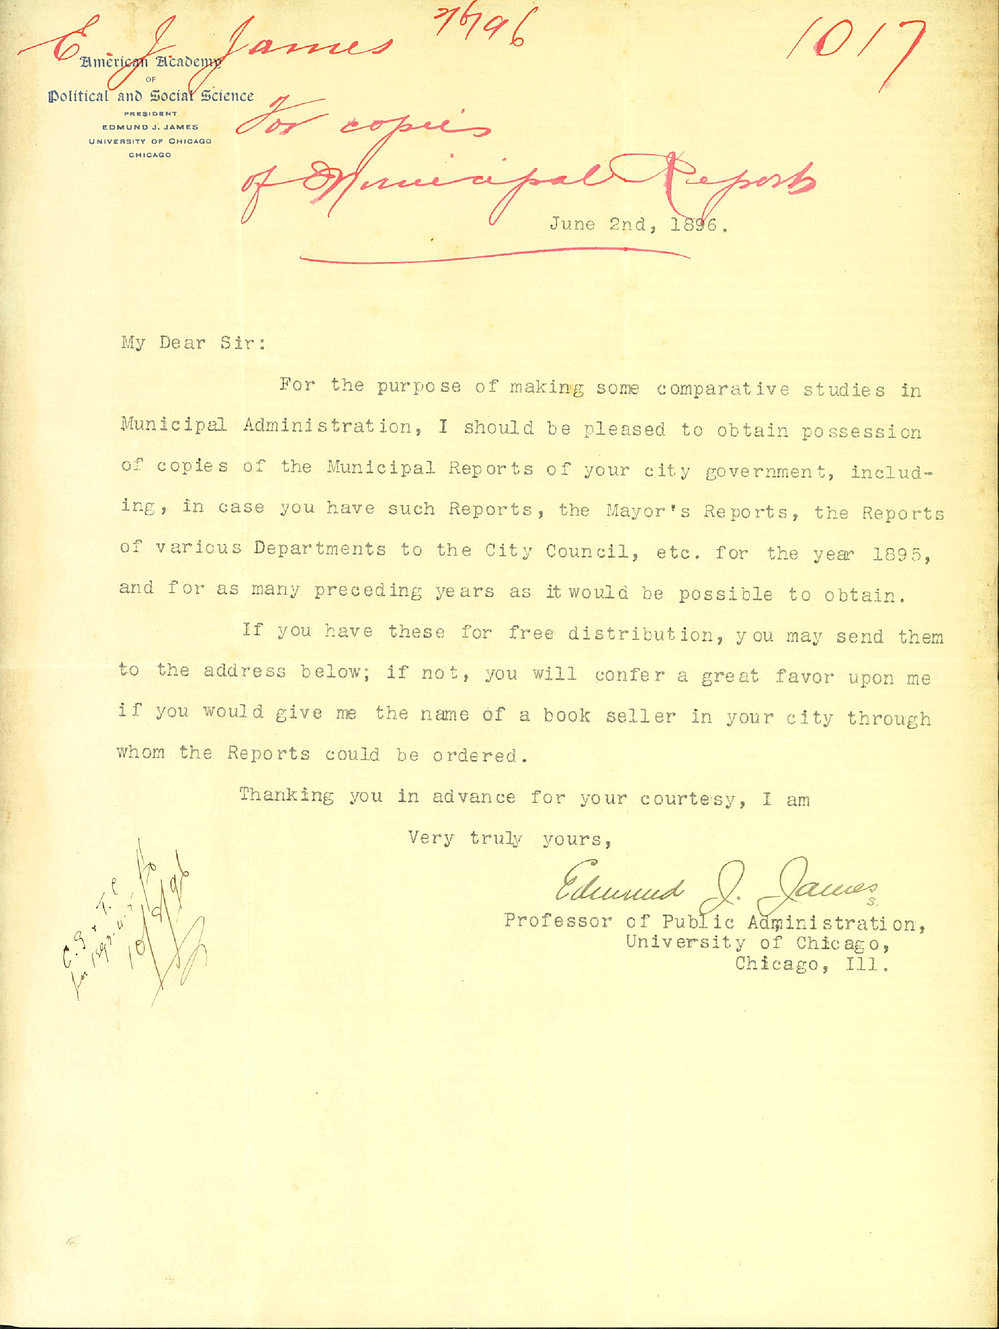 E J James 7/6/96 1017
American Academy
OF
Political and Social Science
PRESIDENT
EDMUND J. JAMES
UNIVERSITY OF CHICAGO
CHICAGO
For copies
of Municipal Reports
June 2nd, 1896.
My Dear Sir:
For the purpose of making some comparative studies in
Municipal Administration, I should be pleased to obtain possession
of copies of the Municipal Reports of your city government, includ-
ing, in case you have such Reports, the Mayor's Reports, the Reports
of various Departments to the City Council, etc. for the year 1895,
and for as many preceding years as it would be possible to obtain.
If you have these for free distribution, you may send them
to the address below; if not, you will confer a great favor upon me
if you would give me the name of a book seller in your city through
whom the Reports could be ordered.
Thanking you in advance for your courtesy, I am
Very truly yours,
Edmund J. James
S.
Professor of Public Administration,
University of Chicago,
Chicago, Ill.
for 1893-4-5-
10/8/96